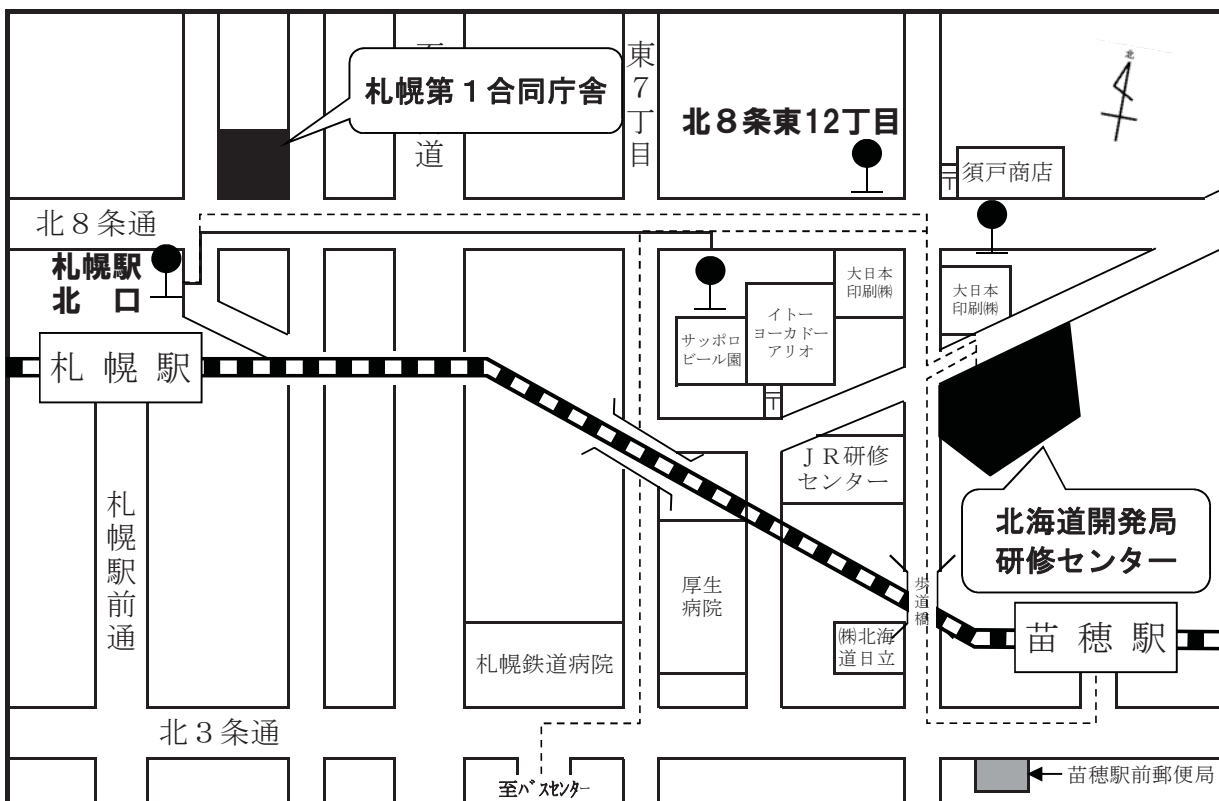 札幌第１合同庁舎
道
東７丁目
北８条東12丁目
北
〒
須戸商店
北８条通
札幌駅
北　口
大日本
印刷㈱
大日本
印刷㈱
イトー
ヨーカドー
アリオ
サッポロ
ビール園
〒
札幌駅
ＪＲ研修
センター
北海道開発局
研修センター
札幌駅前通
厚生
病院
歩道橋
㈱北海
道日立
苗穂駅
札幌鉄道病院
北３条通
至バスセンター
苗穂駅前郵便局